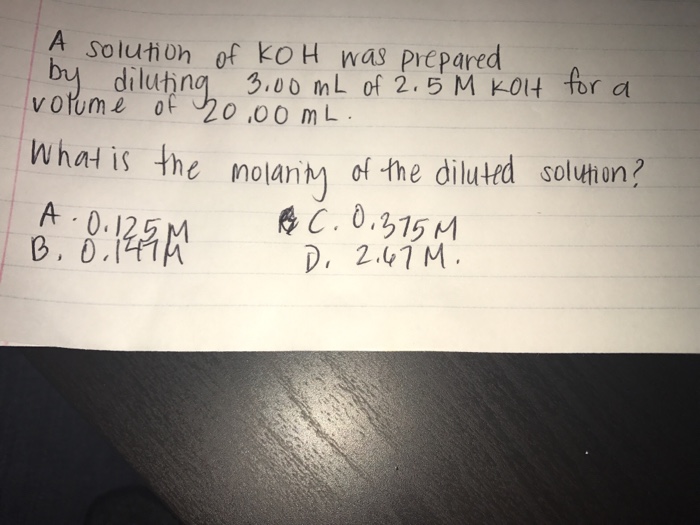 A solution of KOH was prepared
by diluting 3.00 mL of 2.5 M KOH for a
volume of 20.00 mL.
What is the molarity of the diluted solution?
A. 0.125 M C. 0.375 M
B. 0.147 M D. 2.67 M.